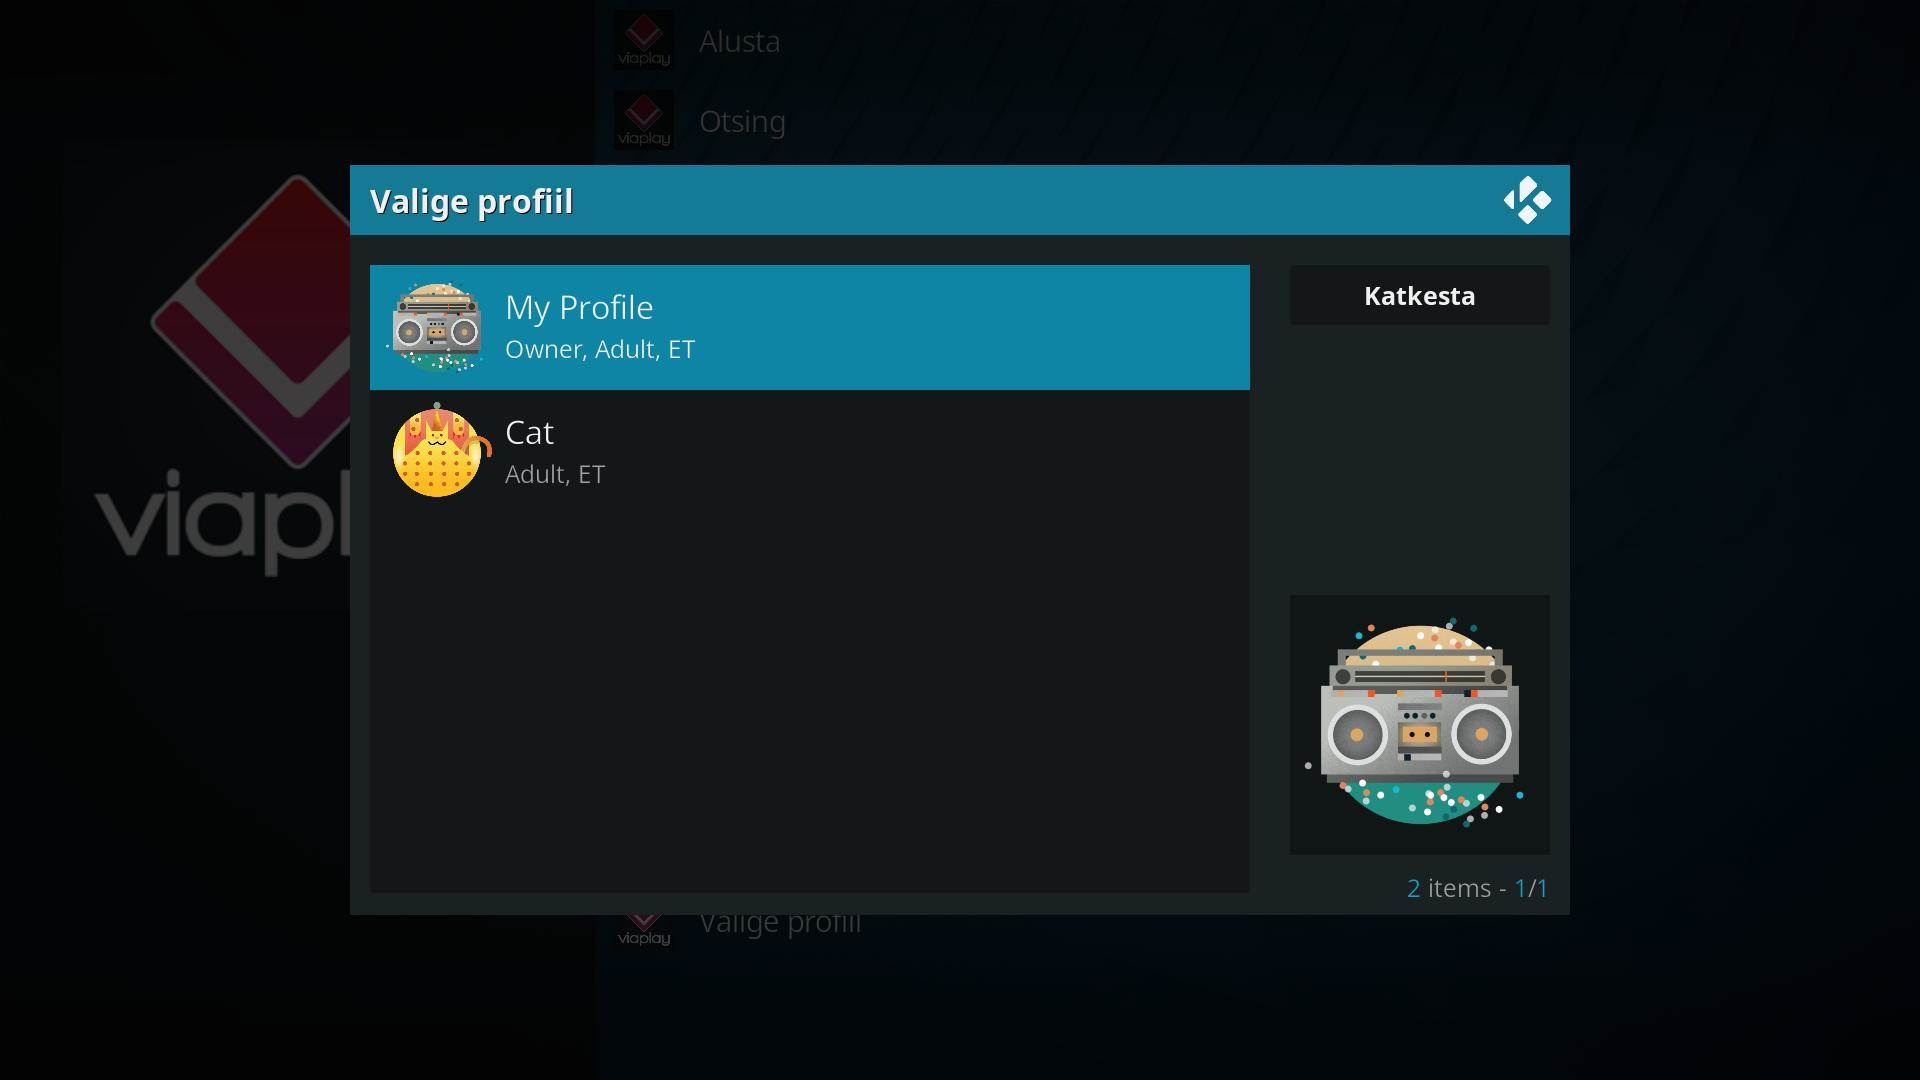 viaplay
Alusta
viaplay
Otsing
Valige profiil
My Profile
Owner, Adult, ET
Cat
Adult, ET
Katkesta
viapl
2 items - 1/1
viaplay
Valige profiil